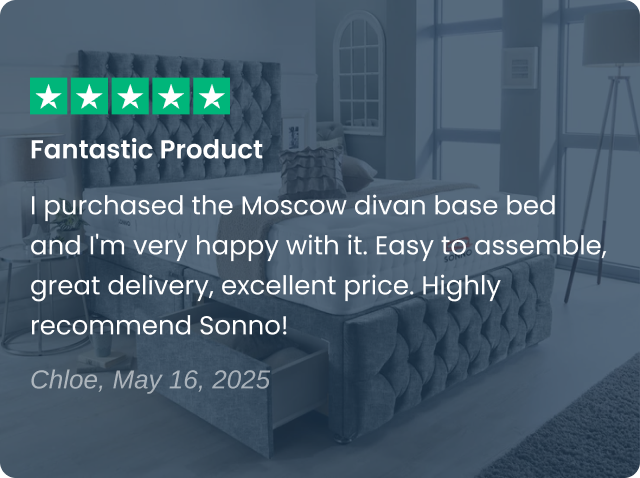 Fantastic Product
I purchased the Moscow divan base bed
and I'm very happy with it. Easy to assemble,
great delivery, excellent price. Highly
recommend Sonno!
Chloe, May 16, 2025